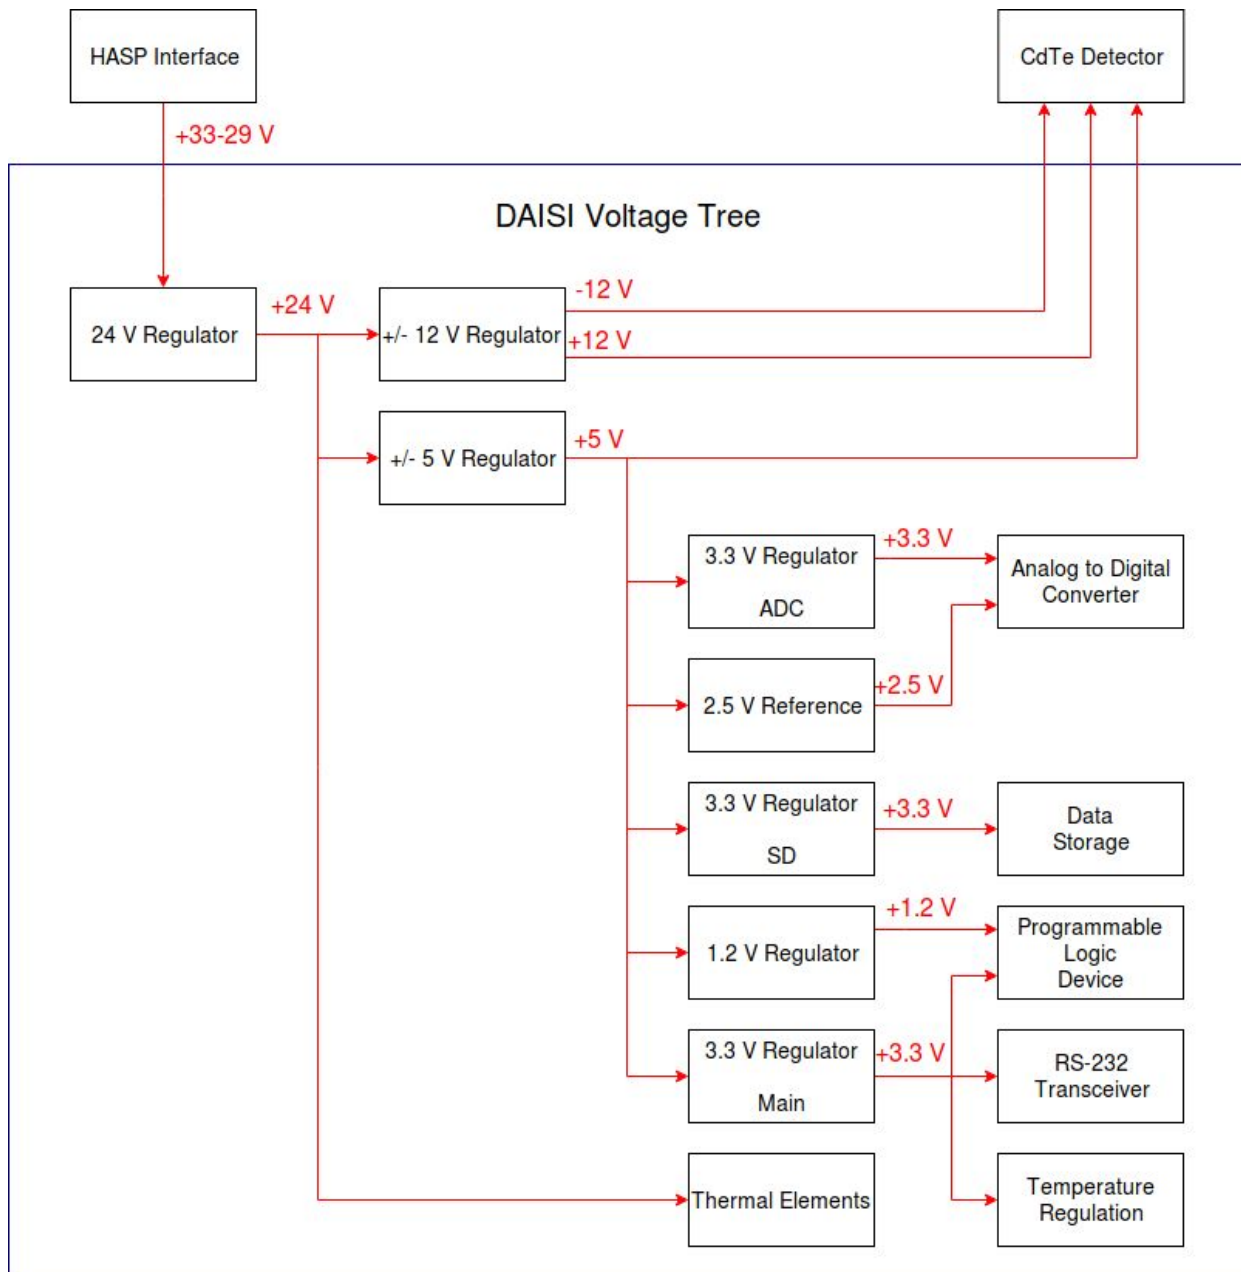 HASP Interface
CdTe Detector
+33-29 V
DAISI Voltage Tree
24 V Regulator
+24 V
+/- 12 V Regulator
-12 V
+12 V
+/- 5 V Regulator
+5 V
3.3 V Regulator
ADC
+3.3 V
Analog to Digital
Converter
2.5 V Reference
+2.5 V
3.3 V Regulator
SD
+3.3 V
Data
Storage
1.2 V Regulator
+1.2 V
Programmable
Logic
Device
3.3 V Regulator
Main
+3.3 V
RS-232
Transceiver
Thermal Elements
Temperature
Regulation